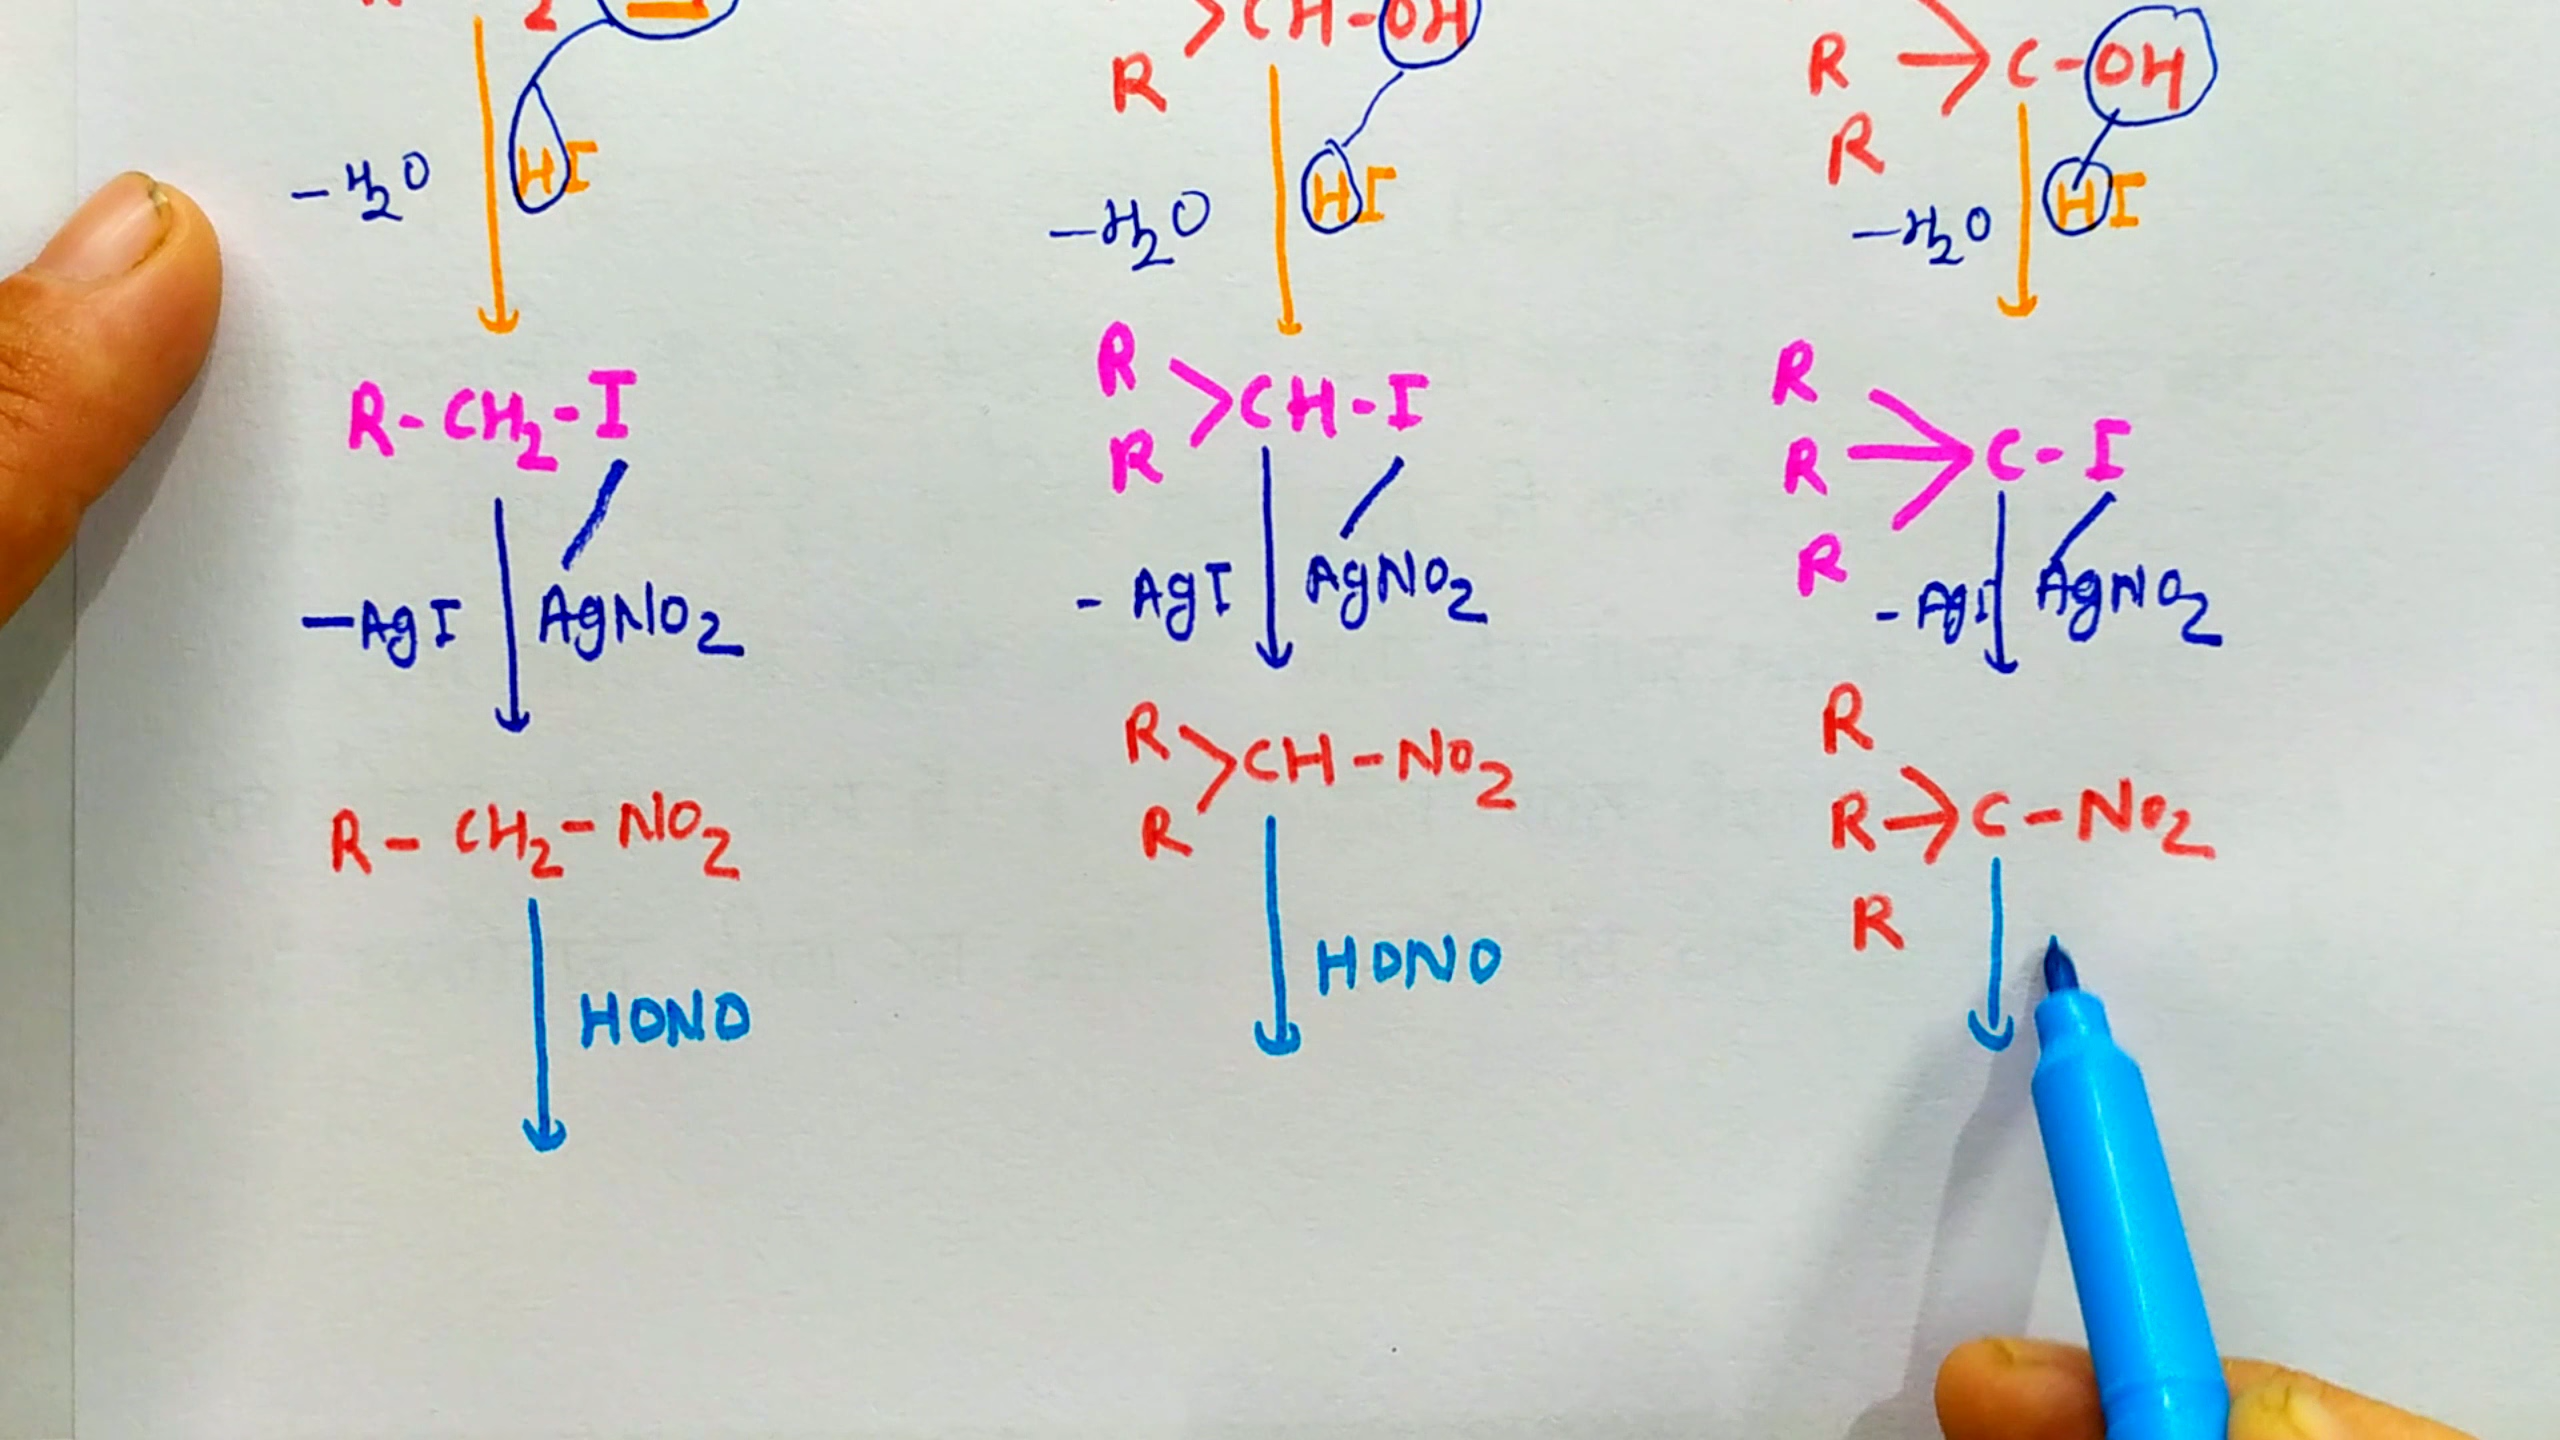 2
>CH-OH
R
R >C-OH
R
-H2O HI
-H2O HI
-H2O HI
R-CH2-I
R
>CH-I
R
R
R >C-I
R
-AgI AgNO2
-AgI AgNO2
-AgI AgNO2
R-CH2-NO2
R
>CH-NO2
R
R
R >C-NO2
R
HONO
HONO